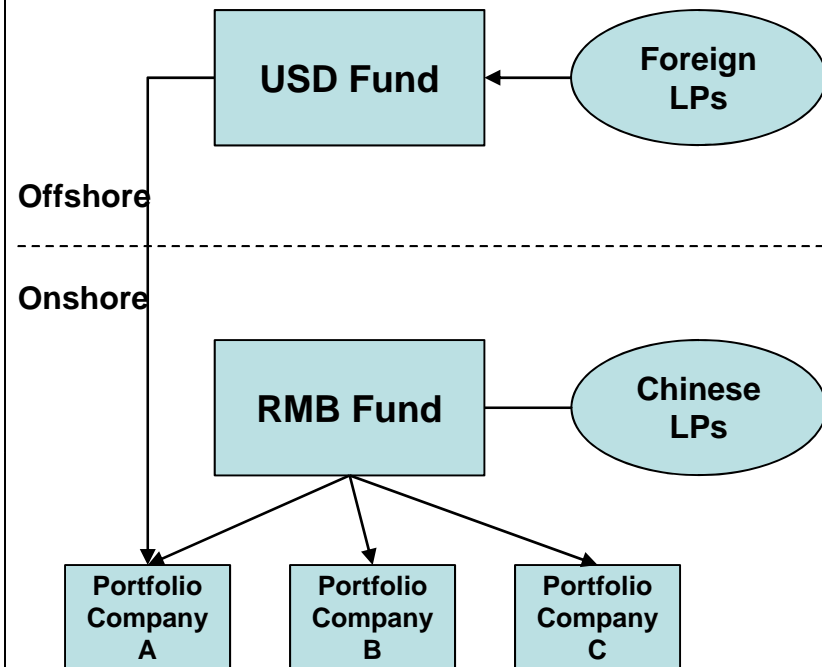 USD Fund
Foreign
LPs
Offshore
Onshore
RMB Fund
Chinese
LPs
Portfolio
Company
A
Portfolio
Company
B
Portfolio
Company
C